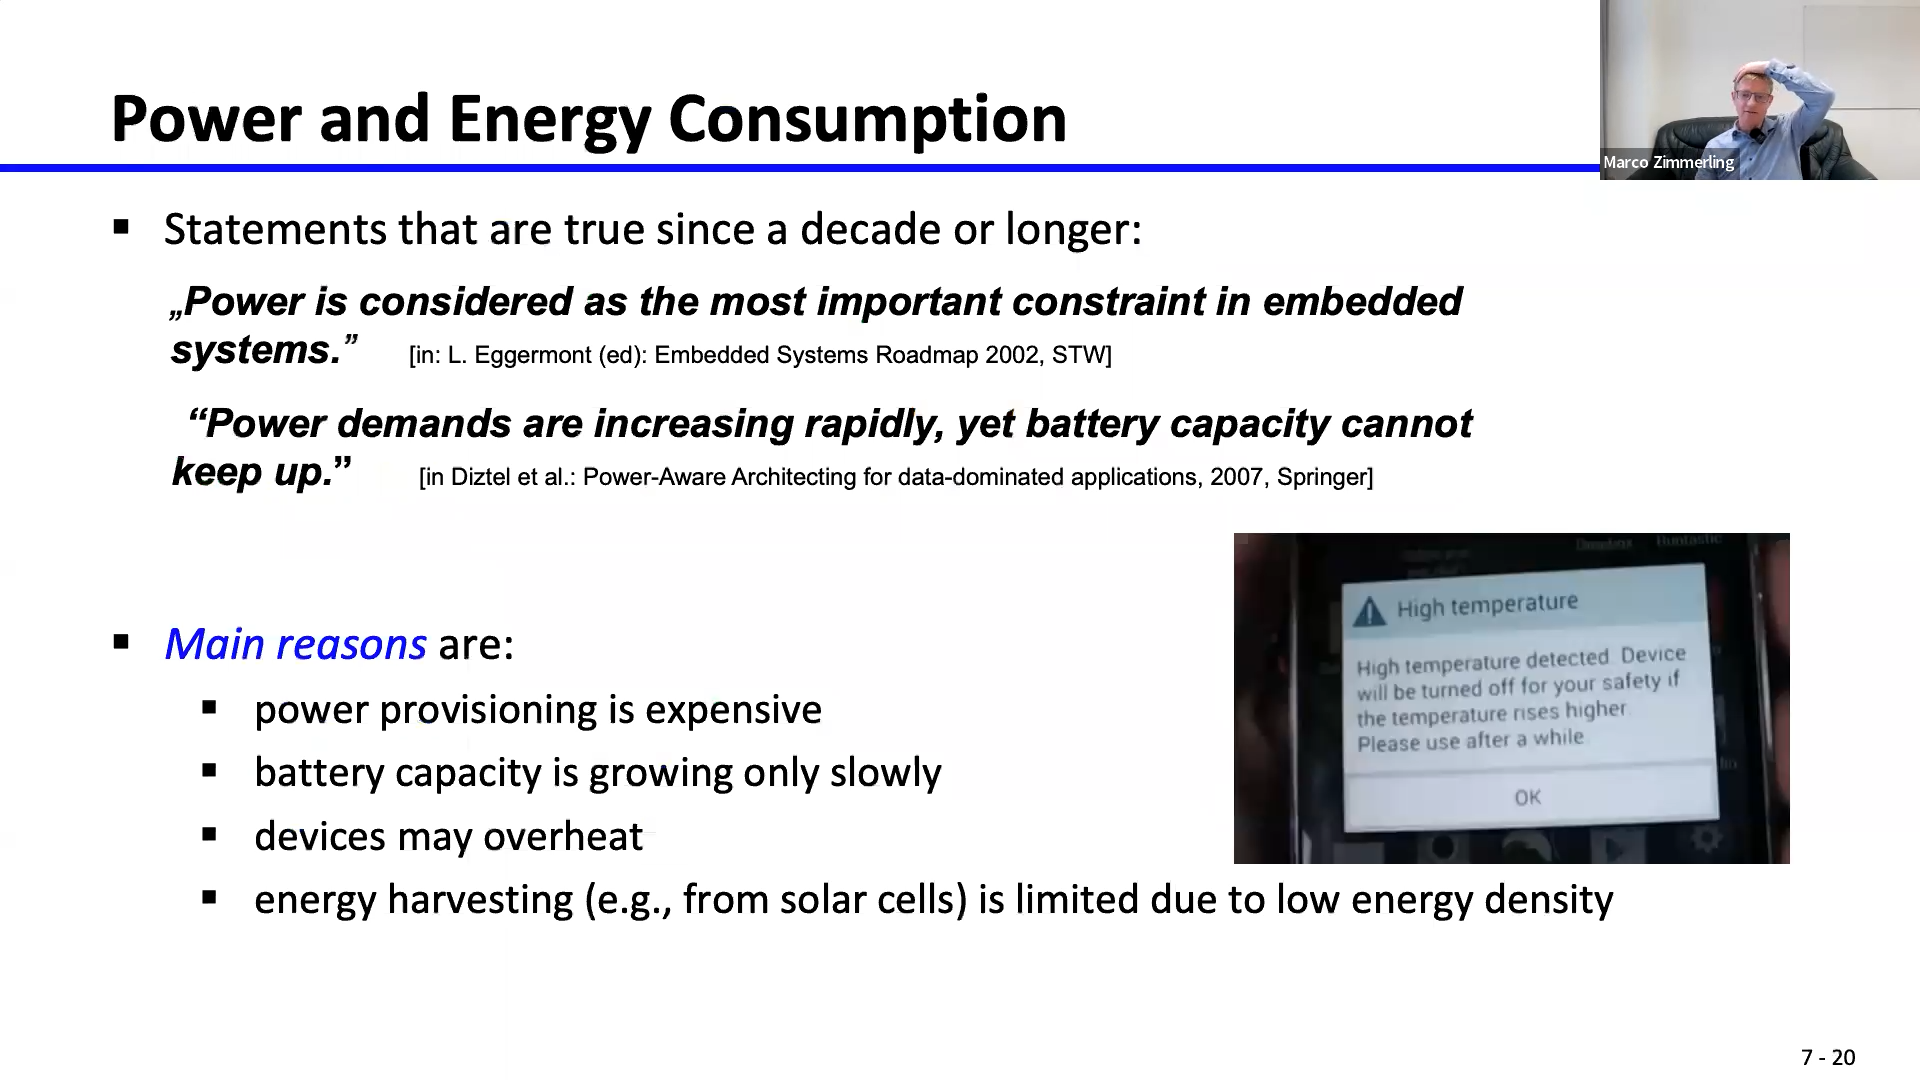 Power and Energy Consumption
Marco Zimmerling
▪ Statements that are true since a decade or longer:
„Power is considered as the most important constraint in embedded
systems.” [in: L. Eggermont (ed): Embedded Systems Roadmap 2002, STW]
“Power demands are increasing rapidly, yet battery capacity cannot
keep up.” [in Diztel et al.: Power-Aware Architecting for data-dominated applications, 2007, Springer]
Dropbox Runtastic
High temperature
High temperature detected. Device
will be turned off for your safety if
the temperature rises higher.
Please use after a while.
OK
▪ Main reasons are:
▪ power provisioning is expensive
▪ battery capacity is growing only slowly
▪ devices may overheat
▪ energy harvesting (e.g., from solar cells) is limited due to low energy density
7 - 20